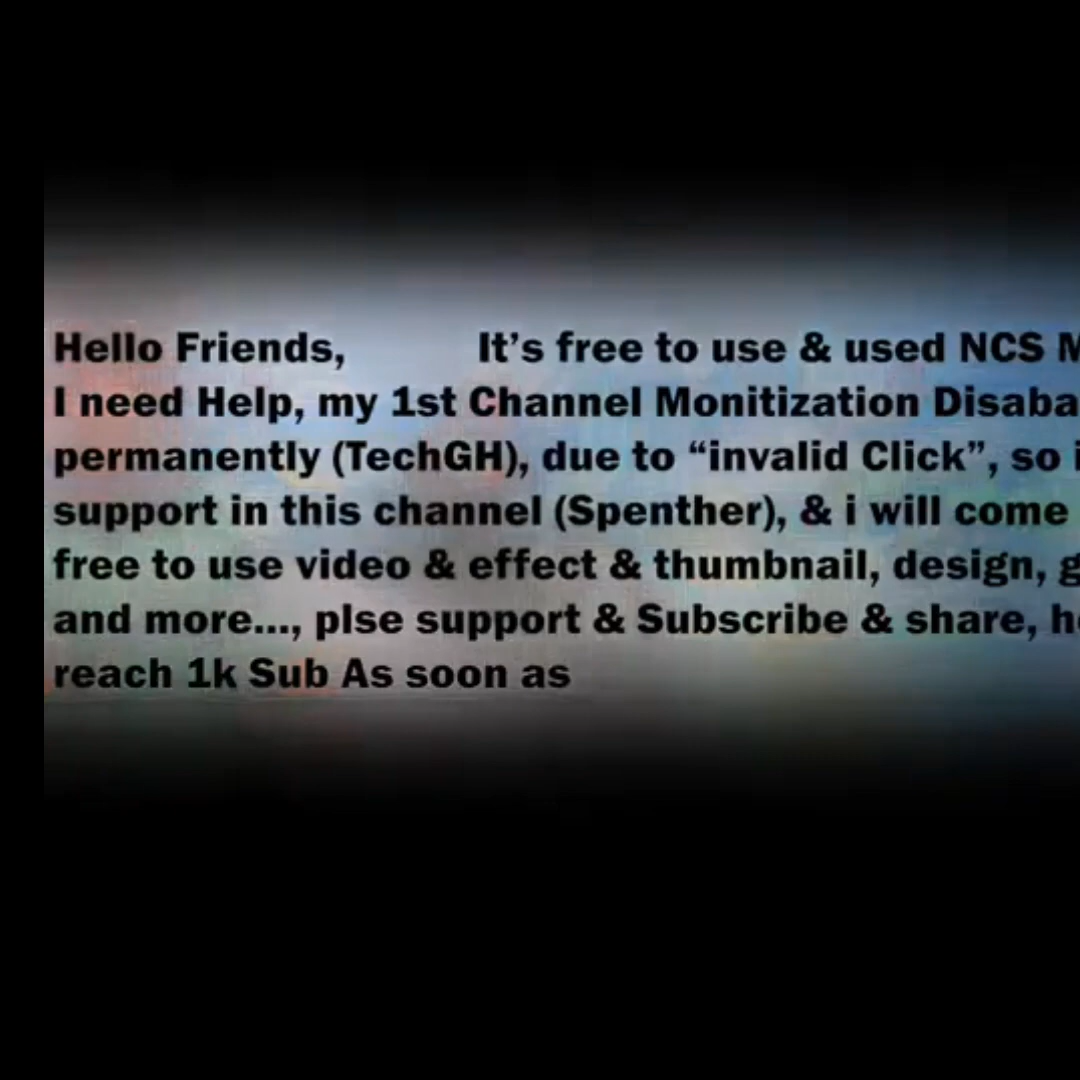 Hello Friends, It’s free to use & used NCS
I need Help, my 1st Channel Monitization
permanently (TechGH), due to “invalid Click”, so
support in this channel (Spenther), & i will come
free to use video & effect & thumbnail, design,
and more..., plse support & Subscribe & share,
reach 1k Sub As soon as